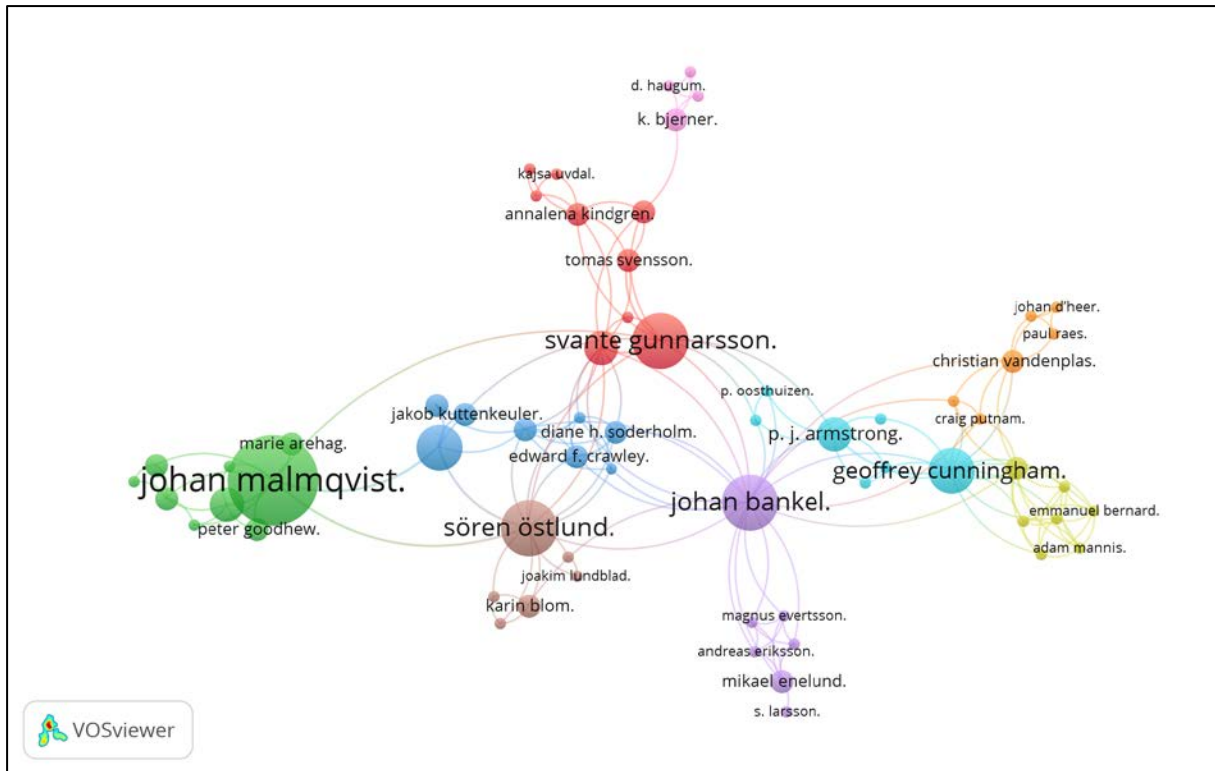 d. haugum.
k. bjerner.
kajsa uvdal.
annalena kindgren.
tomas svensson.
johan d'heer.
paul raes.
svante gunnarsson.
christian vandenplas.
p. oosthuizen.
jakob kuttenkeuler.
craig putnam.
diane h. soderholm.
p. j. armstrong.
marie arehag.
edward f. crawley.
geoffrey cunningham.
johan malmqvist.
johan bankel.
emmanuel bernard.
peter goodhew.
sören östlund.
adam mannis.
joakim lundblad.
karin blom.
magnus evertsson.
andreas eriksson.
mikael enelund.
s. larsson.
VOSviewer